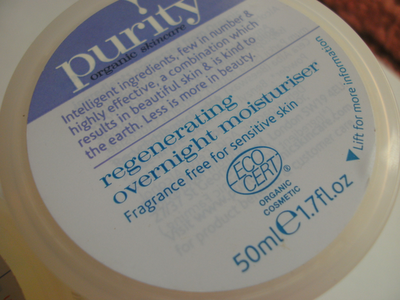 purity
organic skincare
Intelligent ingredients, few in number &
highly effective, a combination which
results in beautiful skin & is kind to
the earth. Less is more in beauty.
regenerating
overnight moisturiser
Fragrance free for sensitive skin
ECO
CERT®
ORGANIC
COSMETIC
◀ Lift for more information
50ml e 1.7fl.oz